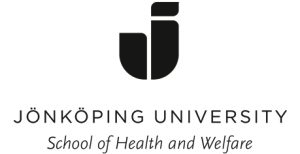 JÖNKÖPING UNIVERSITY
School of Health and Welfare